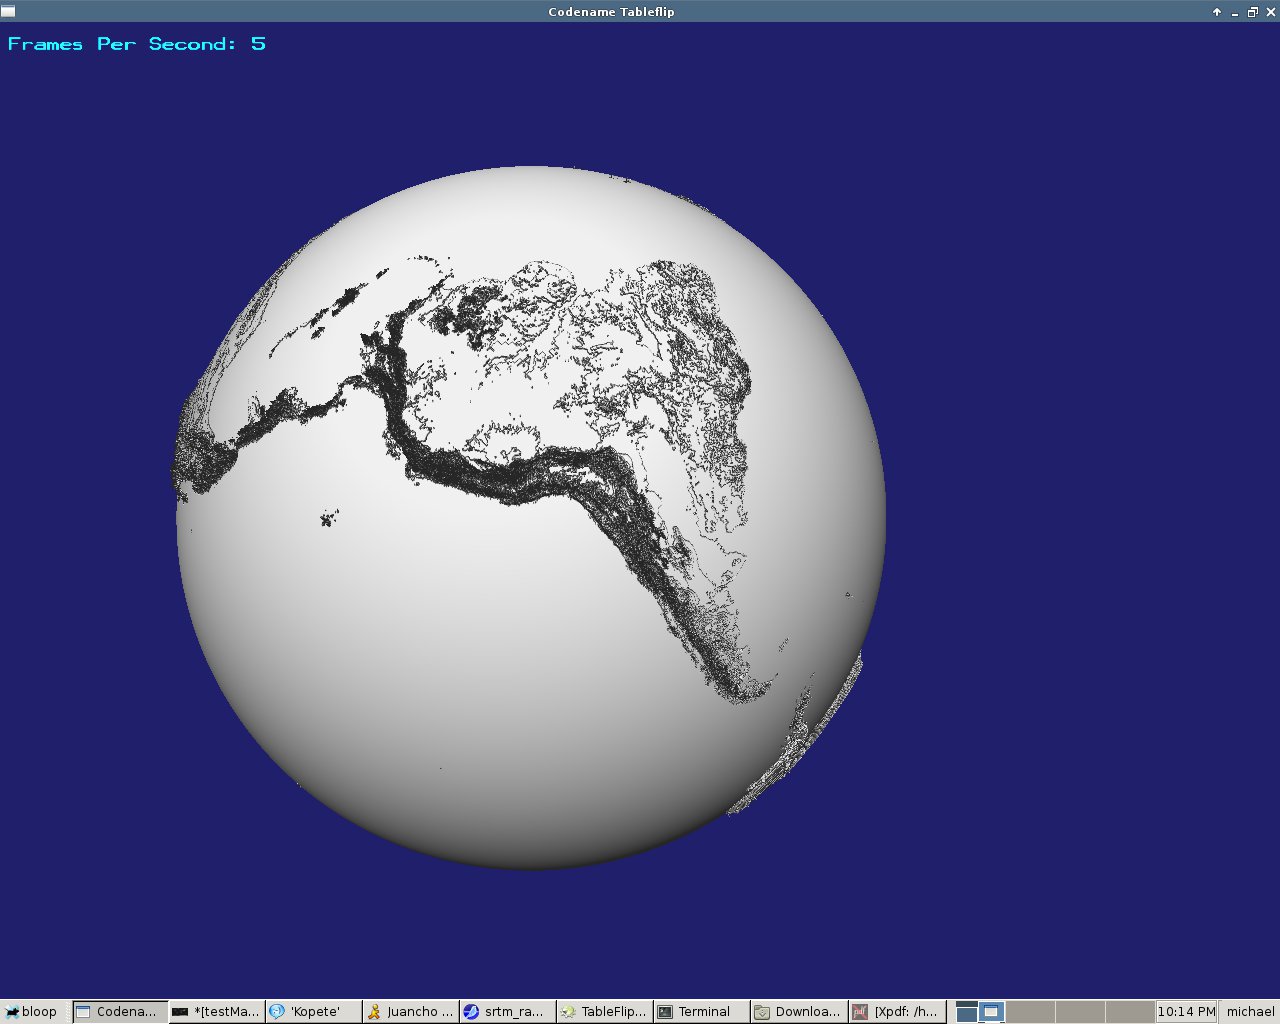 Codename Tableflip
Frames Per Second: 5
bloop
Codena...
*[testMa...
'Kopete'
Juancho ...
srtm_ra...
TableFlip...
Terminal
Downloa...
[Xpdf: /h...
10:14 PM
michael